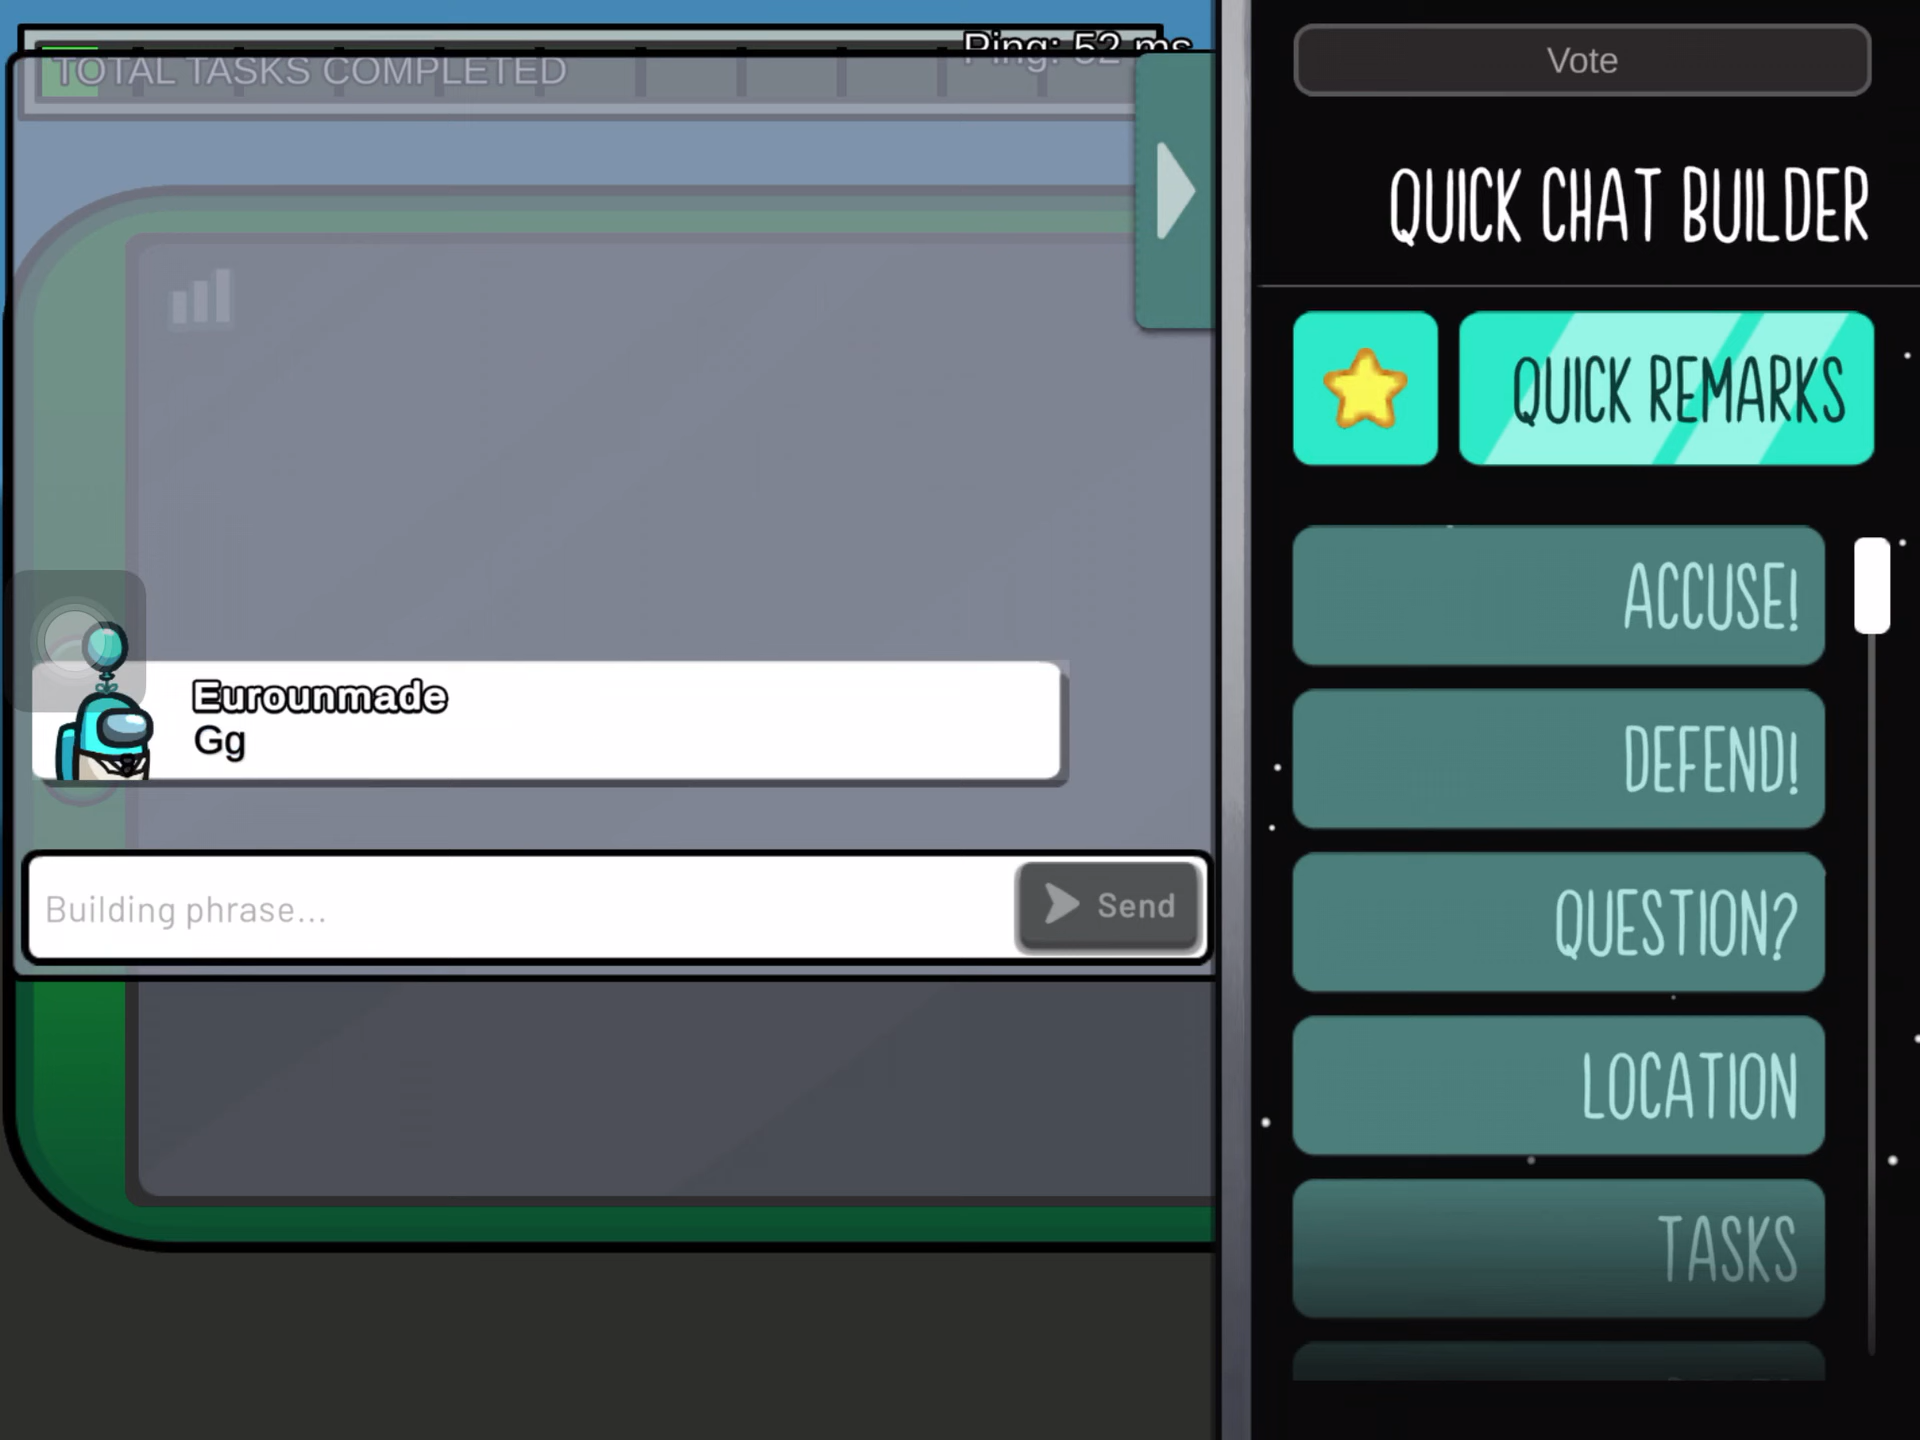 Ping: 52 ms
TOTAL TASKS COMPLETED
Eurounmade
Gg
Building phrase...
Send
Vote
QUICK CHAT BUILDER
QUICK REMARKS
ACCUSE!
DEFEND!
QUESTION?
LOCATION
TASKS